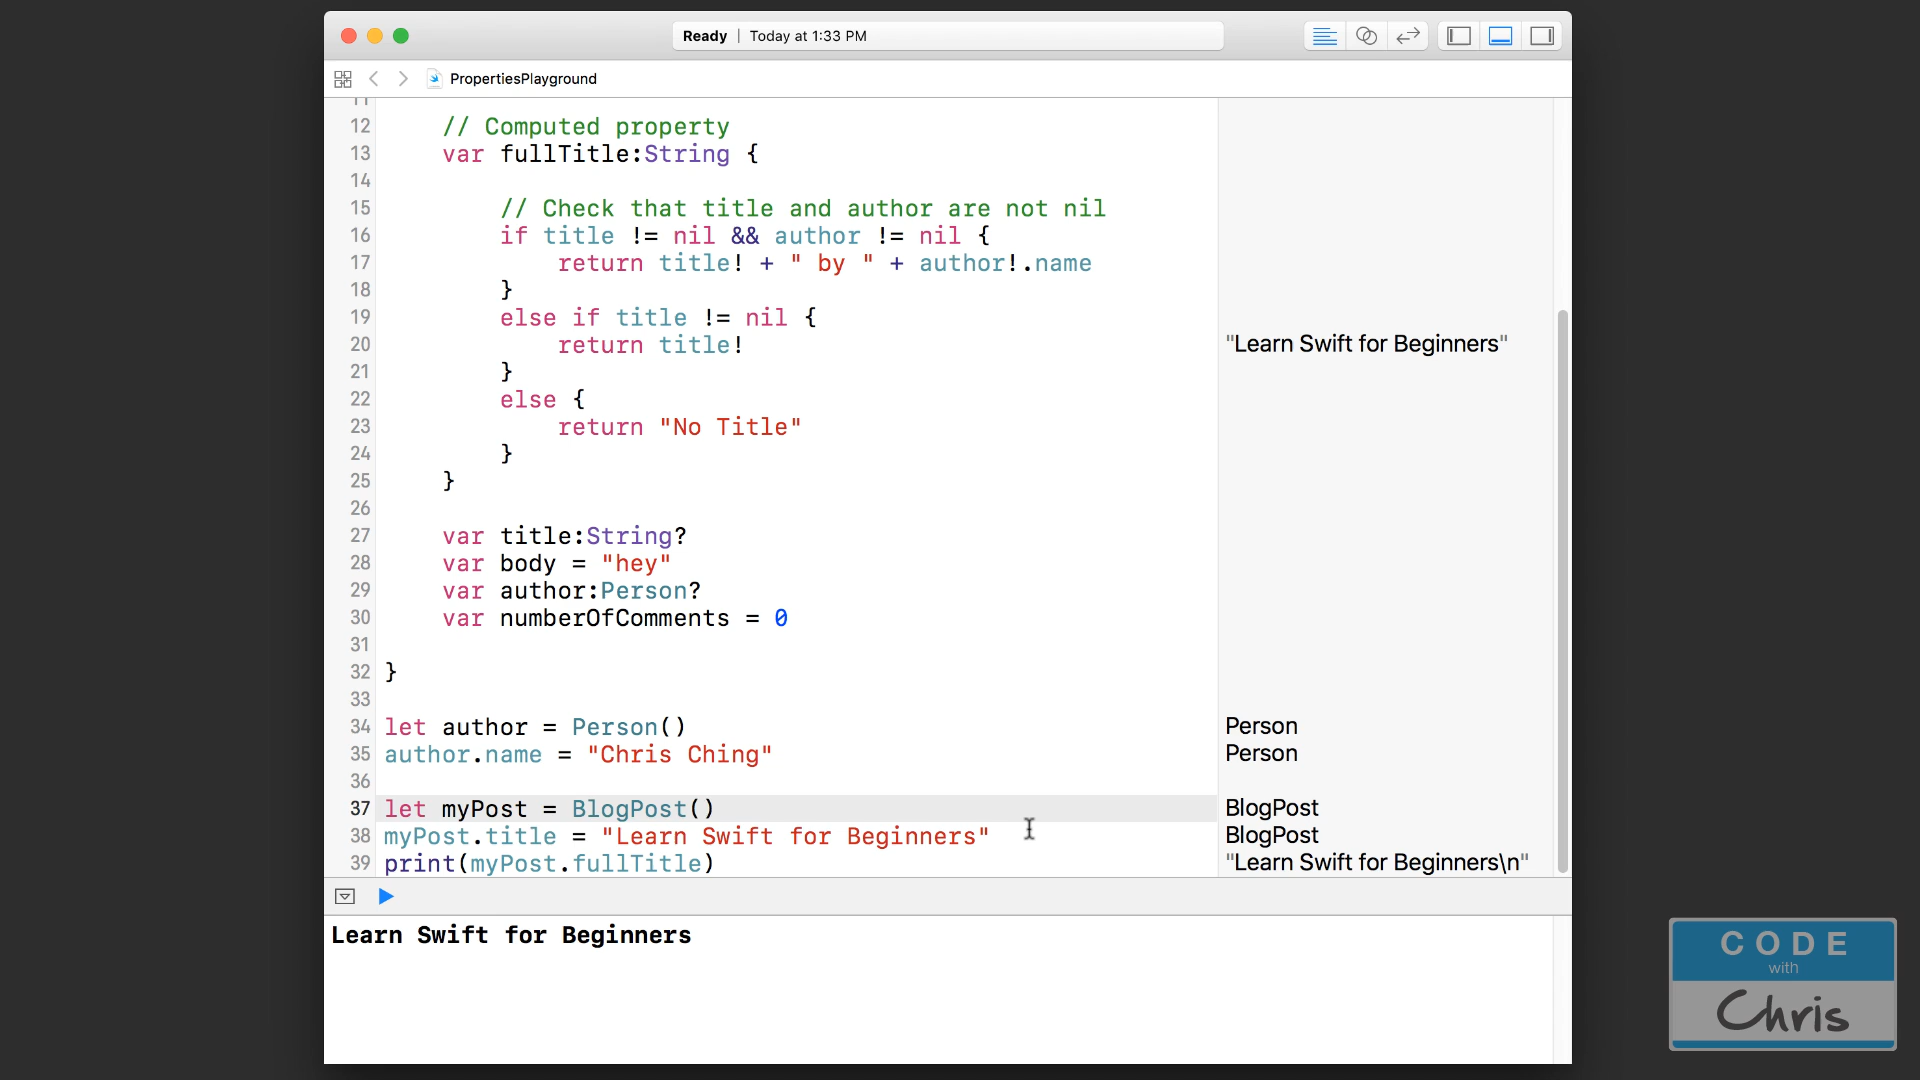 Ready | Today at 1:33 PM
PropertiesPlayground
11
12 // Computed property
13 var fullTitle:String {
14
15 // Check that title and author are not nil
16 if title != nil && author != nil {
17 return title! + " by " + author!.name
18 }
19 else if title != nil {
20 return title! "Learn Swift for Beginners"
21 }
22 else {
23 return "No Title"
24 }
25 }
26
27 var title:String?
28 var body = "hey"
29 var author:Person?
30 var numberOfComments = 0
31
32 }
33
34 let author = Person() Person
35 author.name = "Chris Ching" Person
36
37 let myPost = BlogPost() BlogPost
38 myPost.title = "Learn Swift for Beginners" BlogPost
39 print(myPost.fullTitle) "Learn Swift for Beginners\n"
Learn Swift for Beginners
CODE
with
Chris